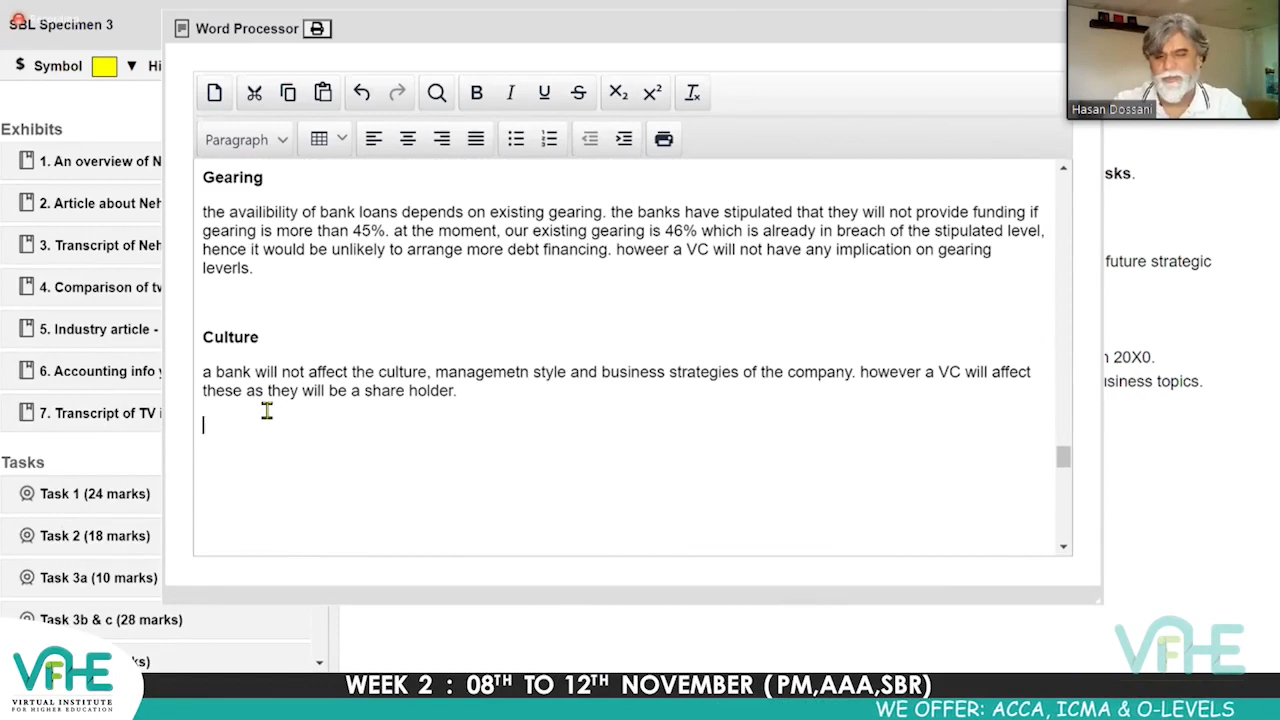 SBL Specimen 3
Word Processor
$ Symbol
Hi
Hasan Dossani
Paragraph
Exhibits
1. An overview of N
2. Article about Neh
3. Transcript of Neh
4. Comparison of tv
5. Industry article -
6. Accounting info y
7. Transcript of TV i
Tasks
Task 1 (24 marks)
Task 2 (18 marks)
Task 3a (10 marks)
Task 3b & c (28 marks)
ks)
Gearing
the availibility of bank loans depends on existing gearing. the banks have stipulated that they will not provide funding if
gearing is more than 45%. at the moment, our existing gearing is 46% which is already in breach of the stipulated level,
hence it would be unlikely to arrange more debt financing. howeer a VC will not have any implication on gearing
leverls.
Culture
a bank will not affect the culture, managemetn style and business strategies of the company. however a VC will affect
these as they will be a share holder.
sks.
future strategic
20X0.
siness topics.
VFHE
VIRTUAL INSTITUTE
FOR HIGHER EDUCATION
VFHE
WEEK 2 : 08TH TO 12TH NOVEMBER (PM,AAA,SBR)
WE OFFER: ACCA, ICMA & O-LEVELS